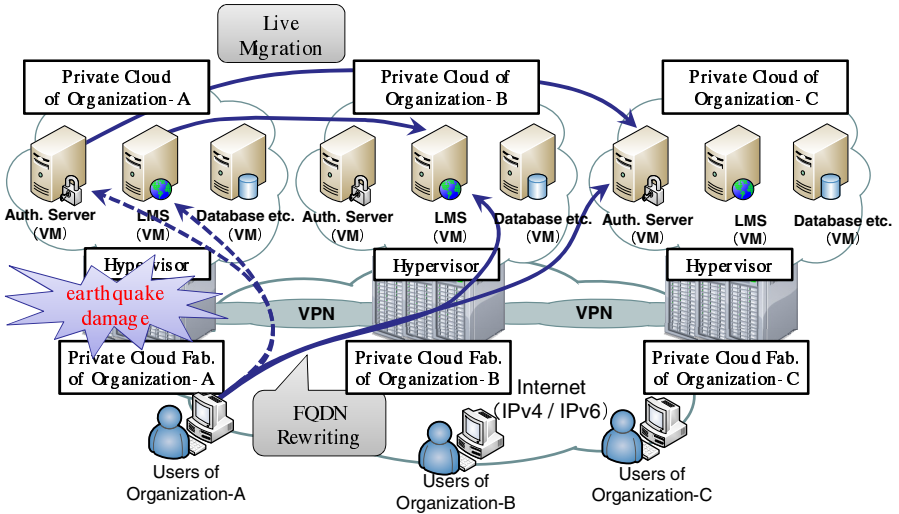 Live
Migration
Private Cloud
of Organization- A
Private Cloud of
Organization- B
Private Cloud of
Organization- C
Auth. Server
(VM)
LMS
(VM)
Database etc.
(VM)
Auth. Server
(VM)
LMS
(VM)
Database etc.
(VM)
Auth. Server
(VM)
LMS
(VM)
Database etc.
(VM)
Hypervisor
Hypervisor
Hypervisor
earthquake
damage
VPN
VPN
Private Cloud Fab.
of Organization- A
Private Cloud Fab.
of Organization- B
Private Cloud Fab.
of Organization- C
FQDN
Rewriting
Internet
(IPv4 / IPv6)
Users of
Organization-A
Users of
Organization-B
Users of
Organization-C